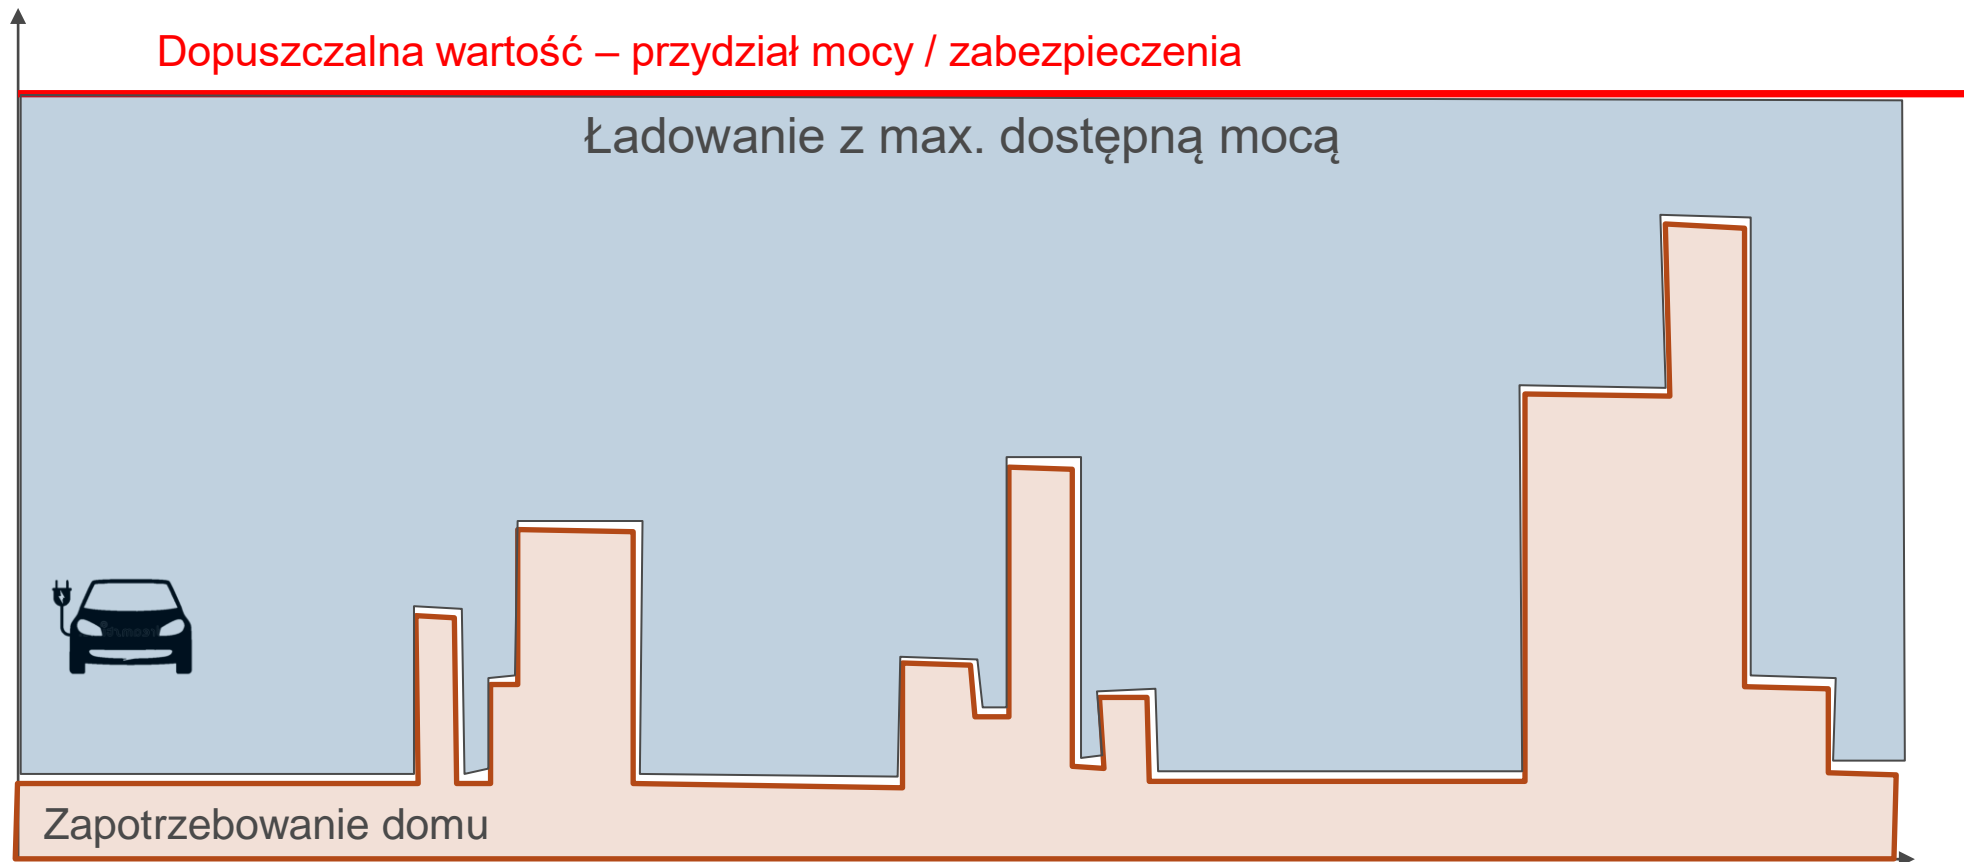 Dopuszczalna wartość – przydział mocy / zabezpieczenia
Ładowanie z max. dostępną mocą
Zapotrzebowanie domu